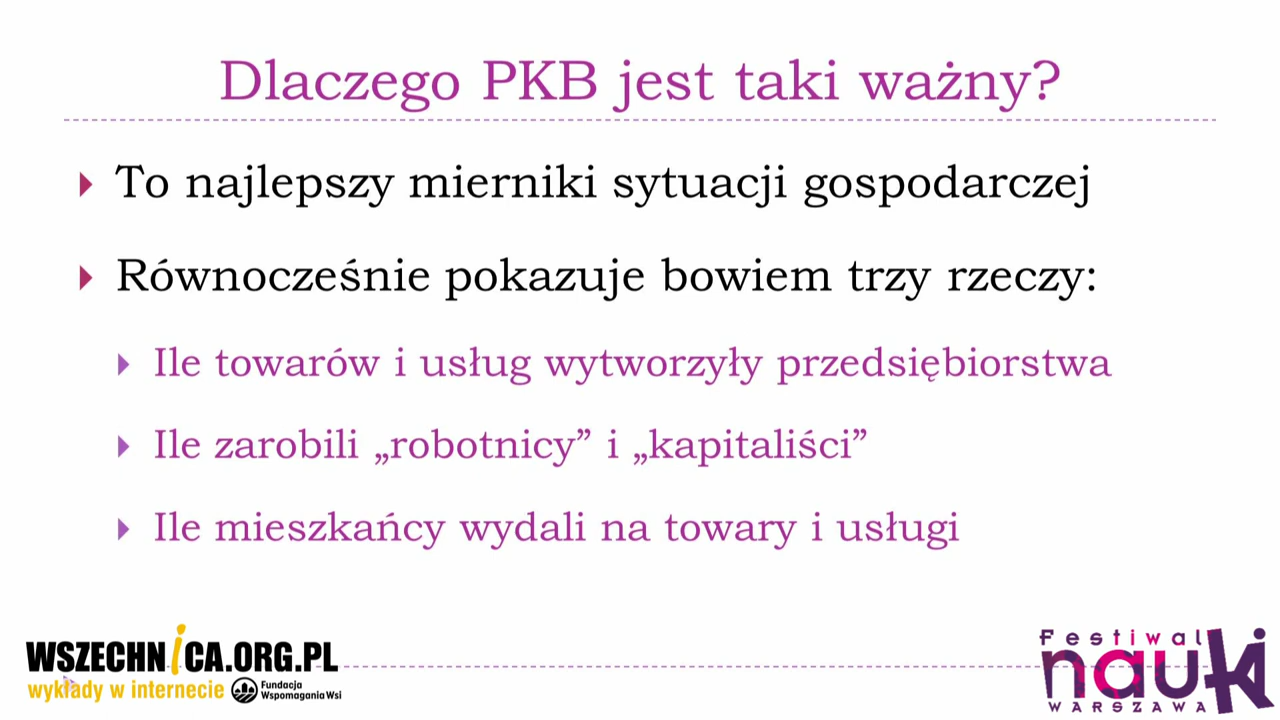 Dlaczego PKB jest taki ważny?
To najlepszy mierniki sytuacji gospodarczej
Równocześnie pokazuje bowiem trzy rzeczy:
Ile towarów i usług wytworzyły przedsiębiorstwa
Ile zarobili „robotnicy” i „kapitaliści”
Ile mieszkańcy wydali na towary i usługi
WSZECHNiCA.ORG.PL
wykłady w internecie
Fundacja
Wspomagania Wsi
Festiwal
nauki
WARSZAWA